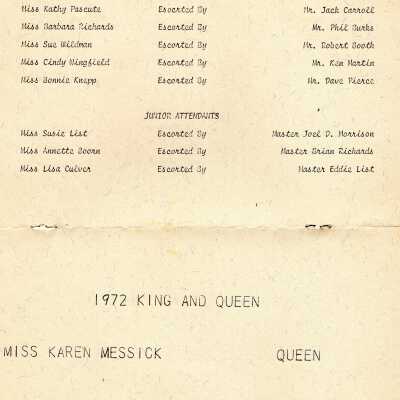 Miss Kathy Pascute Escorted By Mr. Jack Carroll
Miss Barbara Richards Escorted By Mr. Phil Burks
Miss Sue Wildman Escorted By Mr. Robert Booth
Miss Cindy Wingfield Escorted By Mr. Ken Martin
Miss Bonnie Knepp Escorted By Mr. Dave Pierce
JUNIOR ATTENDANTS
Miss Susie List Escorted By Master Joel D. Morrison
Miss Annette Boorn Escorted By Master Brian Richards
Miss Lisa Culver Escorted By Master Eddie List
1972 KING AND QUEEN
MISS KAREN MESSICK QUEEN